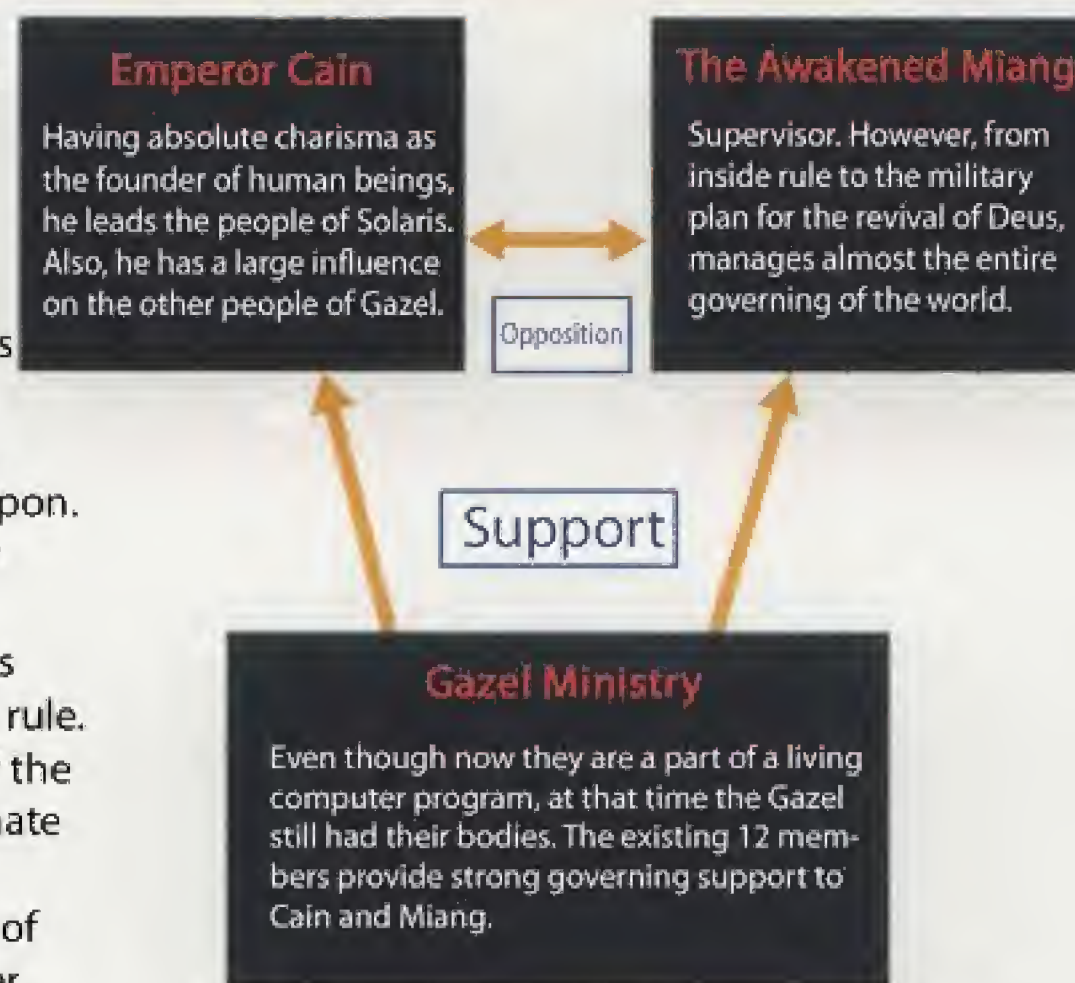 Emperor Cain
Having absolute charisma as
the founder of human beings,
he leads the people of Solaris.
Also, he has a large influence
on the other people of Gazel.
The Awakened Miang
Supervisor. However, from
inside rule to the military
plan for the revival of Deus,
manages almost the entire
governing of the world.
Opposition
Support
Gazel Ministry
Even though now they are a part of a living
computer program, at that time the Gazel
still had their bodies. The existing 12 mem-
bers provide strong governing support to
Cain and Miang.
rule.
the
of